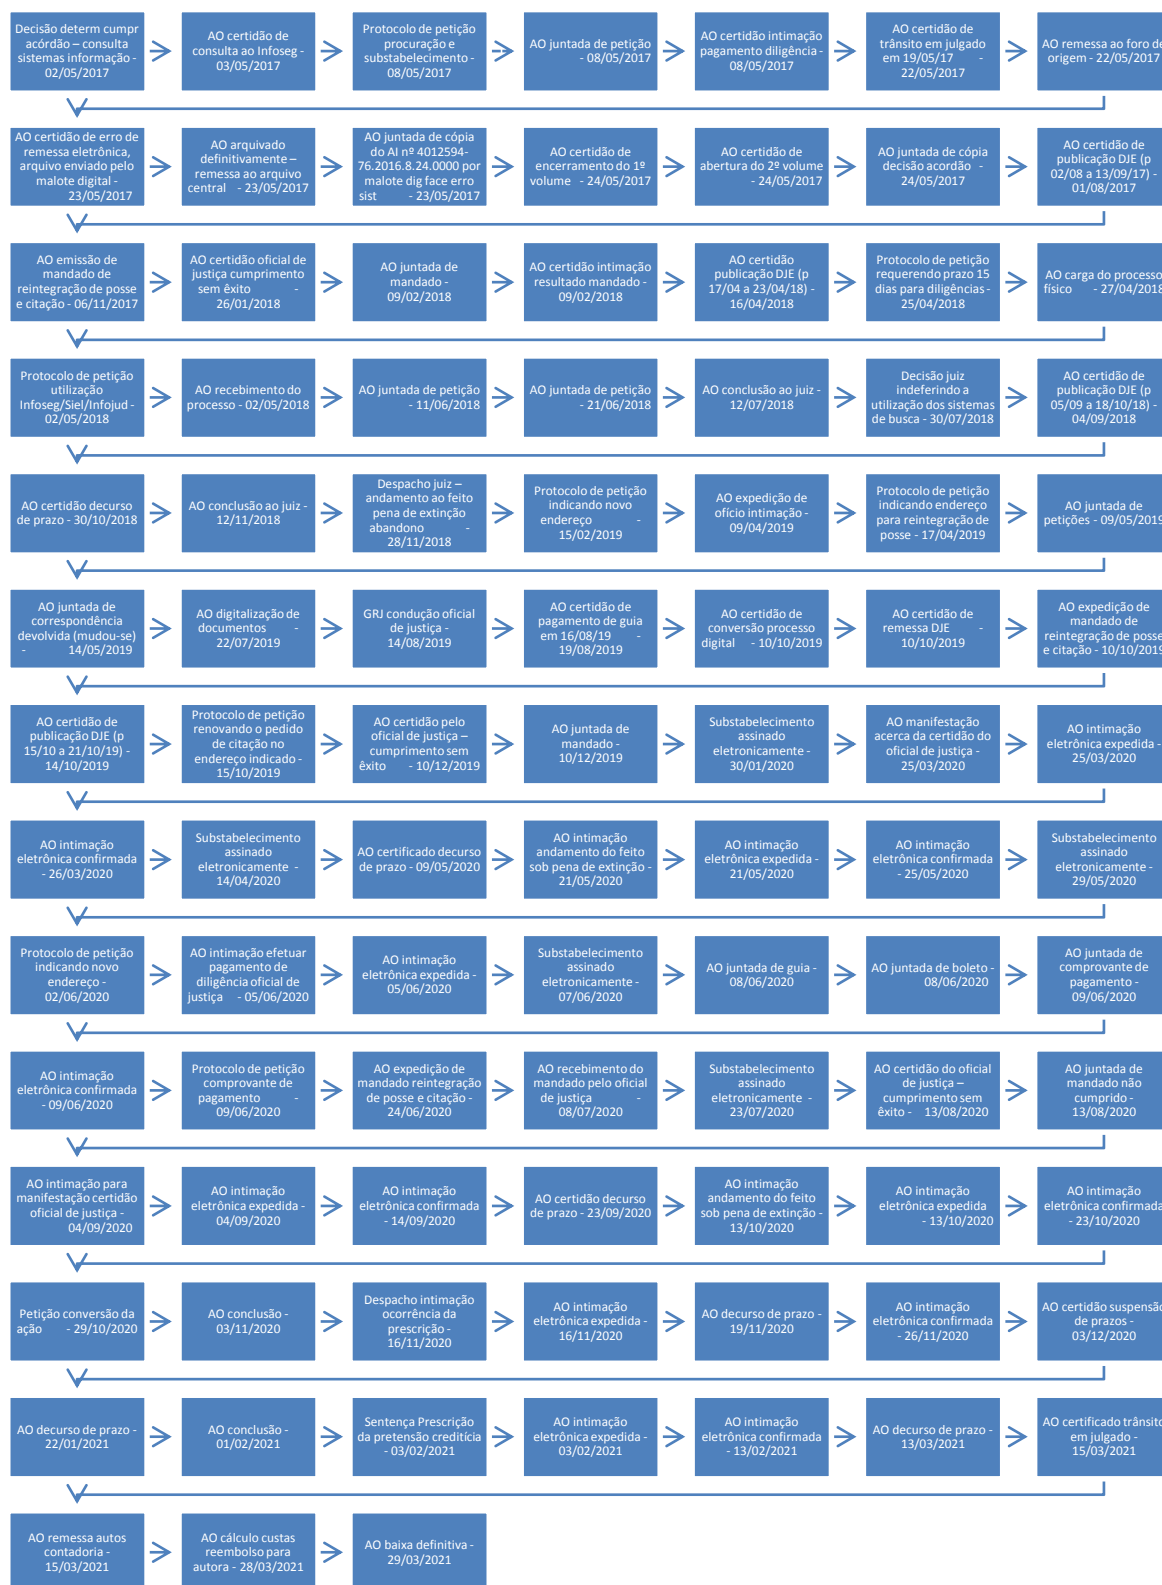 Decisão determ cumpr
acórdão – consulta
sistemas informação -
02/05/2017
AO certidão de
consulta ao Infoseg -
03/05/2017
Protocolo de petição
procuração e
substabelecimento -
08/05/2017
AO juntada de petição
- 08/05/2017
AO certidão intimação
pagamento diligência -
08/05/2017
AO certidão de
trânsito em julgado
em 19/05/17 -
22/05/2017
AO remessa ao foro de
origem - 22/05/2017
AO certidão de erro de
remessa eletrônica,
arquivo enviado pelo
malote digital -
23/05/2017
AO arquivado
definitivamente –
remessa ao arquivo
central - 23/05/2017
AO juntada de cópia
do AI nº 4012594-
76.2016.8.24.0000 por
malote dig face erro
sist - 23/05/2017
AO certidão de
encerramento do 1º
volume - 24/05/2017
AO certidão de
abertura do 2º volume
- 24/05/2017
AO juntada de cópia
decisão acordão -
24/05/2017
AO certidão de
publicação DJE (p
02/08 a 13/09/17) -
01/08/2017
AO emissão de
mandado de
reintegração de posse
e citação - 06/11/2017
AO certidão oficial de
justiça cumprimento
sem êxito -
26/01/2018
AO juntada de
mandado - 09/02/2018
AO certidão intimação
resultado mandado -
09/02/2018
AO certidão
publicação DJE (p
17/04 a 23/04/18) -
16/04/2018
Protocolo de petição
requerendo prazo 15
dias para diligências -
25/04/2018
AO carga do processo
físico - 27/04/2018
Protocolo de petição
utilização
Infoseg/Siel/Infojud -
02/05/2018
AO recebimento do
processo - 02/05/2018
AO juntada de petição
- 11/06/2018
AO juntada de petição
- 21/06/2018
AO conclusão ao juiz -
12/07/2018
Decisão juiz
indeferindo a
utilização dos sistemas
de busca - 30/07/2018
AO certidão de
publicação DJE (p
05/09 a 18/10/18) -
04/09/2018
AO certidão decurso
de prazo - 30/10/2018
AO conclusão ao juiz -
12/11/2018
Despacho juiz –
andamento ao feito
pena de extinção
abandono -
28/11/2018
Protocolo de petição
indicando novo
endereço -
15/02/2019
AO expedição de
ofício intimação -
09/04/2019
Protocolo de petição
indicando endereço
para reintegração de
posse - 17/04/2019
AO juntada de
petições - 09/05/2019
AO juntada de
correspondência
devolvida (mudou-se)
- 14/05/2019
AO digitalização de
documentos -
22/07/2019
GRJ condução oficial
de justiça -
14/08/2019
AO certidão de
pagamento de guia
em 16/08/19 -
19/08/2019
AO certidão de
conversão processo
digital - 10/10/2019
AO certidão de
remessa DJE -
10/10/2019
AO expedição de
mandado de
reintegração de posse
e citação - 10/10/2019
AO certidão de
publicação DJE (p
15/10 a 21/10/19) -
14/10/2019
Protocolo de petição
renovando o pedido
de citação no
endereço indicado -
15/10/2019
AO certidão pelo
oficial de justiça –
cumprimento sem
êxito - 10/12/2019
AO juntada de
mandado -
10/12/2019
Substabelecimento
assinado
eletronicamente -
30/01/2020
AO manifestação
acerca da certidão do
oficial de justiça -
25/03/2020
AO intimação
eletrônica expedida -
25/03/2020
AO intimação
eletrônica confirmada
- 26/03/2020
Substabelecimento
assinado
eletronicamente -
14/04/2020
AO certificado decurso
de prazo - 09/05/2020
AO intimação
andamento do feito
sob pena de extinção -
21/05/2020
AO intimação
eletrônica expedida -
21/05/2020
AO intimação
eletrônica confirmada
- 25/05/2020
Substabelecimento
assinado
eletronicamente -
29/05/2020
Protocolo de petição
indicando novo
endereço -
02/06/2020
AO intimação efetuar
pagamento de
diligência oficial de
justiça - 05/06/2020
AO intimação
eletrônica expedida -
05/06/2020
Substabelecimento
assinado
eletronicamente -
07/06/2020
AO juntada de guia -
08/06/2020
AO juntada de boleto -
08/06/2020
AO juntada de
comprovante de
pagamento -
09/06/2020
AO intimação
eletrônica confirmada
- 09/06/2020
Protocolo de petição
comprovante de
pagamento -
09/06/2020
AO expedição de
mandado reintegração
de posse e citação -
24/06/2020
AO recebimento do
mandado pelo oficial
de justiça -
08/07/2020
Substabelecimento
assinado
eletronicamente -
23/07/2020
AO certidão do oficial
de justiça –
cumprimento sem
êxito - 13/08/2020
AO juntada de
mandado não
cumprido -
13/08/2020
AO intimação para
manifestação certidão
oficial de justiça -
04/09/2020
AO intimação
eletrônica expedida -
04/09/2020
AO intimação
eletrônica confirmada
- 14/09/2020
AO certidão decurso
de prazo - 23/09/2020
AO intimação
andamento do feito
sob pena de extinção -
13/10/2020
AO intimação
eletrônica expedida
- 13/10/2020
AO intimação
eletrônica confirmada
- 23/10/2020
Petição conversão da
ação - 29/10/2020
AO conclusão -
03/11/2020
Despacho intimação
ocorrência da
prescrição -
16/11/2020
AO intimação
eletrônica expedida -
16/11/2020
AO decurso de prazo -
19/11/2020
AO intimação
eletrônica confirmada
- 26/11/2020
AO certidão suspensão
de prazos -
03/12/2020
AO decurso de prazo -
22/01/2021
AO conclusão -
01/02/2021
Sentença Prescrição
da pretensão creditícia
- 03/02/2021
AO intimação
eletrônica expedida -
03/02/2021
AO intimação
eletrônica confirmada
- 13/02/2021
AO decurso de prazo -
13/03/2021
AO certificado trânsito
em julgado -
15/03/2021
AO remessa autos
contadoria -
15/03/2021
AO cálculo custas
reembolso para
autora - 28/03/2021
AO baixa definitiva -
29/03/2021